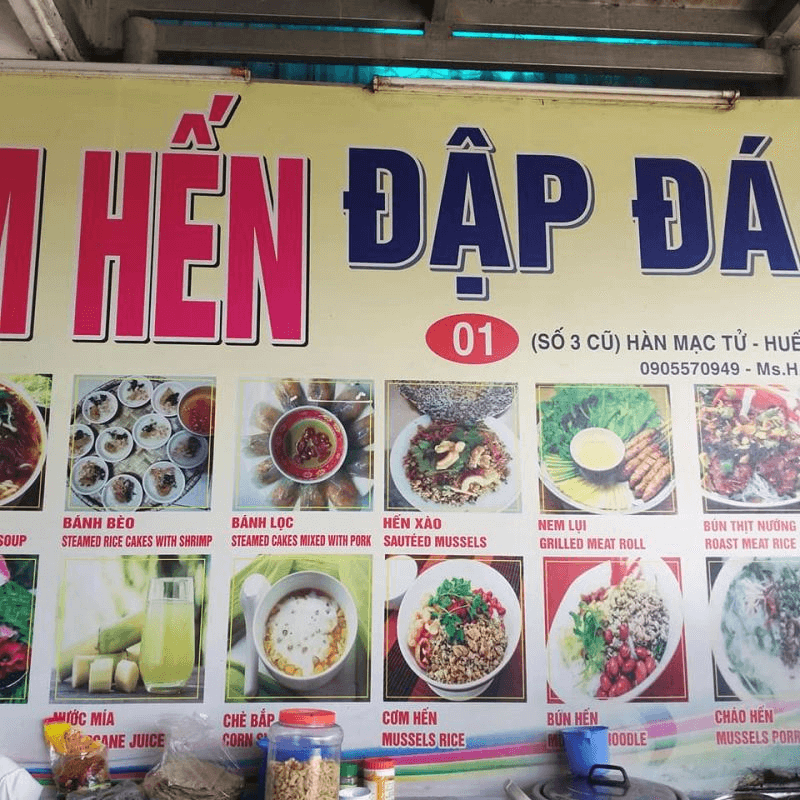 M HẾN ĐẬP ĐÁ
01 (SỐ 3 CŨ) HÀN MẠC TỬ - HUẾ
0905570949 - Ms.H
SOUP
BÁNH BÈO
STEAMED RICE CAKES WITH SHRIMP
BÁNH LỌC
STEAMED CAKES MIXED WITH PORK
HẾN XÀO
SAUTÉED MUSSELS
NEM LỤI
GRILLED MEAT ROLL
BÚN THỊT NƯỚNG
ROAST MEAT RICE
NƯỚC MÍA
CANE JUICE
CHÈ BẮP
CORN S
CƠM HẾN
MUSSELS RICE
BÚN HẾN
M NOODLE
CHÁO HẾN
MUSSELS PORR